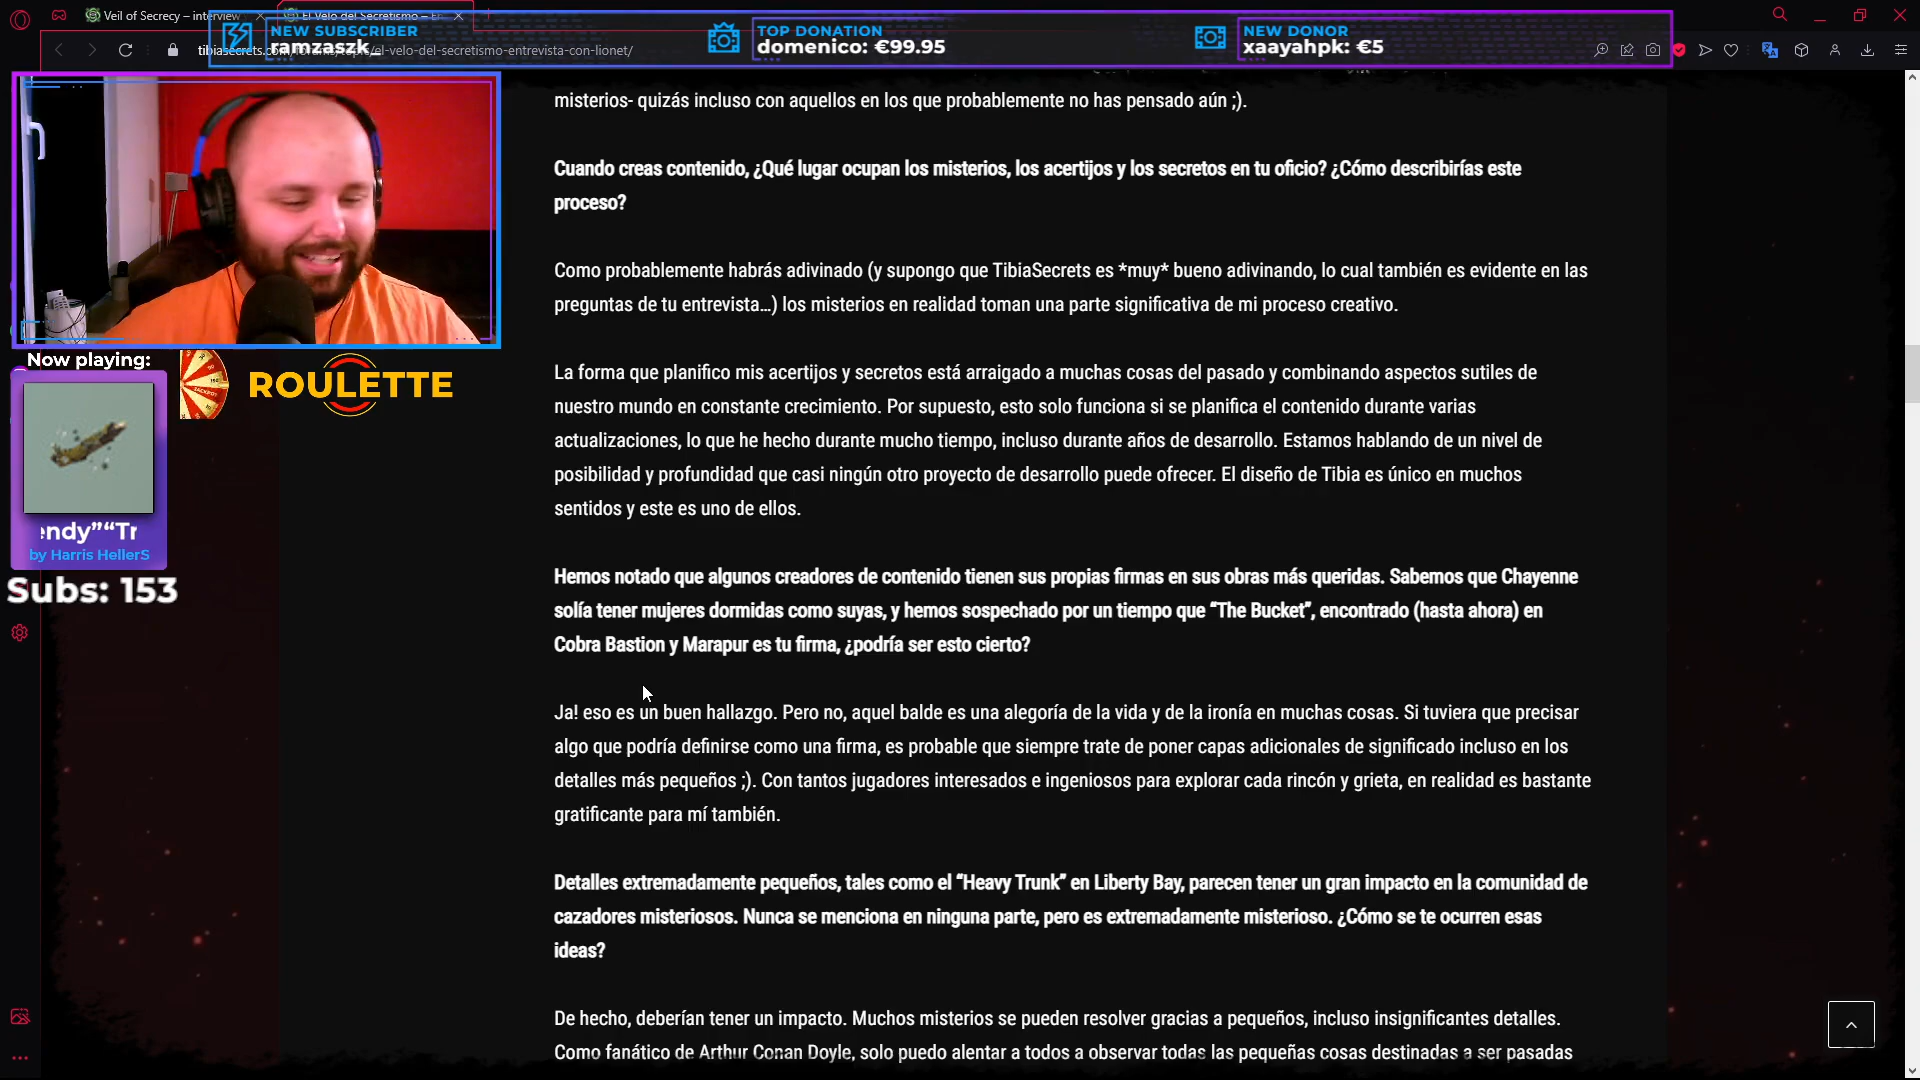 Veil of Secrecy – interview
El Velo del Secretismo – E
NEW SUBSCRIBER
ramzaszk
TOP DONATION
domenico: €99.95
NEW DONOR
xaayahpk: €5
tibiasecrets.com/forums/topic/el-velo-del-secretismo-entrevista-con-lionet/
misterios- quizás incluso con aquellos en los que probablemente no has pensado aún ;).
Cuando creas contenido, ¿Qué lugar ocupan los misterios, los acertijos y los secretos en tu oficio? ¿Cómo describirías este
proceso?
Como probablemente habrás adivinado (y supongo que TibiaSecrets es *muy* bueno adivinando, lo cual también es evidente en las
preguntas de tu entrevista…) los misterios en realidad toman una parte significativa de mi proceso creativo.
Now playing:
ROULETTE
La forma que planifico mis acertijos y secretos está arraigado a muchas cosas del pasado y combinando aspectos sutiles de
nuestro mundo en constante crecimiento. Por supuesto, esto solo funciona si se planifica el contenido durante varias
actualizaciones, lo que he hecho durante mucho tiempo, incluso durante años de desarrollo. Estamos hablando de un nivel de
posibilidad y profundidad que casi ningún otro proyecto de desarrollo puede ofrecer. El diseño de Tibia es único en muchos
sentidos y este es uno de ellos.
endy”“Tr
by Harris HellerS
Subs: 153
Hemos notado que algunos creadores de contenido tienen sus propias firmas en sus obras más queridas. Sabemos que Chayenne
solía tener mujeres dormidas como suyas, y hemos sospechado por un tiempo que “The Bucket”, encontrado (hasta ahora) en
Cobra Bastion y Marapur es tu firma, ¿podría ser esto cierto?
Ja! eso es un buen hallazgo. Pero no, aquel balde es una alegoría de la vida y de la ironía en muchas cosas. Si tuviera que precisar
algo que podría definirse como una firma, es probable que siempre trate de poner capas adicionales de significado incluso en los
detalles más pequeños ;). Con tantos jugadores interesados e ingeniosos para explorar cada rincón y grieta, en realidad es bastante
gratificante para mí también.
Detalles extremadamente pequeños, tales como el “Heavy Trunk” en Liberty Bay, parecen tener un gran impacto en la comunidad de
cazadores misteriosos. Nunca se menciona en ninguna parte, pero es extremadamente misterioso. ¿Cómo se te ocurren esas
ideas?
De hecho, deberían tener un impacto. Muchos misterios se pueden resolver gracias a pequeños, incluso insignificantes detalles.
Como fanático de Arthur Conan Doyle, solo puedo alentar a todos a observar todas las pequeñas cosas destinadas a ser pasadas